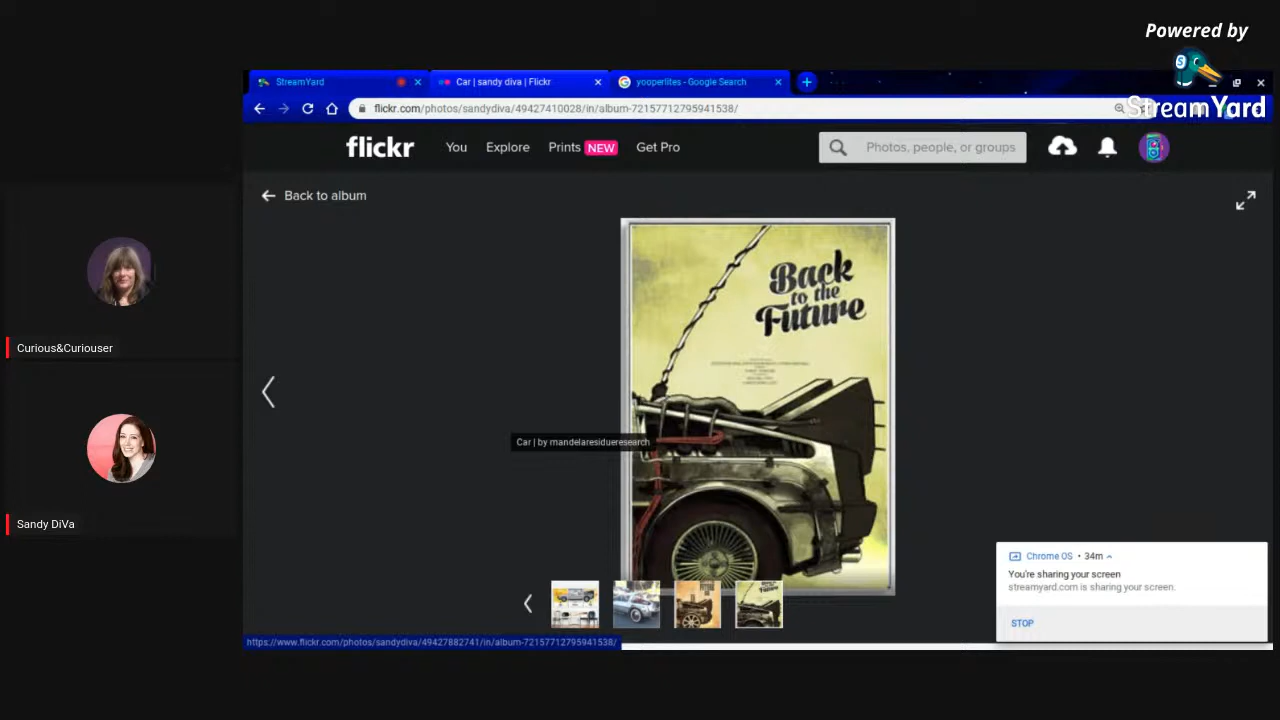 Powered by
StreamYard
StreamYard
Car | sandy diva | Flickr
yooperlites - Google Search
flickr.com/photos/sandydiva/49427410028/in/album-72157712795941538/
flickr
You
Explore
Prints NEW
Get Pro
Photos, people, or groups
Back to album
Back
to the
Future
Car | by mandelaresidueresearch
Curious&Curiouser
Sandy DiVa
Chrome OS • 34m
You're sharing your screen
streamyard.com is sharing your screen.
STOP
https://www.flickr.com/photos/sandydiva/49427882741/in/album-72157712795941538/